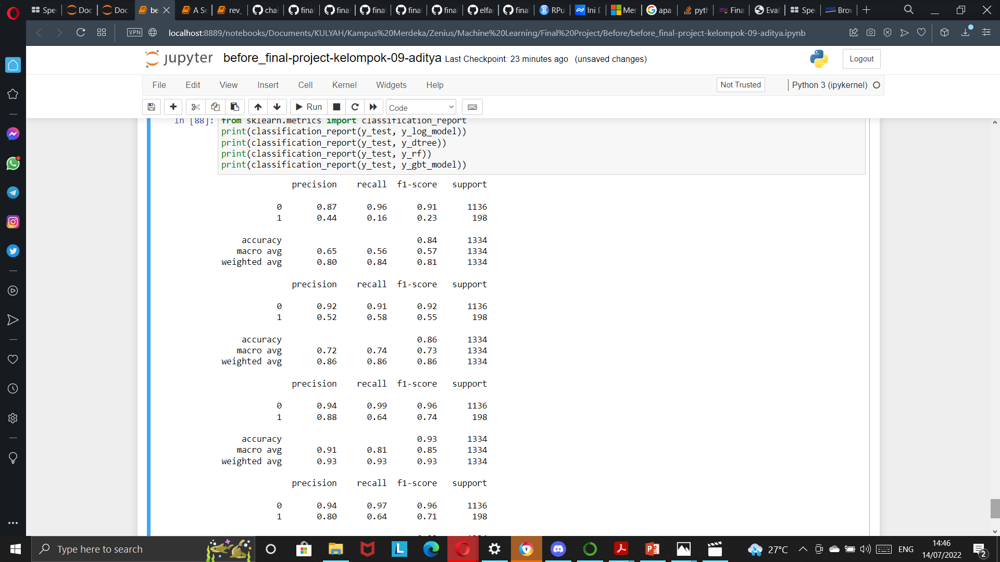 Spe Doc Doc be A Se rev_ chai final final final final final elfar final RPu Ini D Mer apa pyth Fina Eval Spe Brow
VPN localhost:8889/notebooks/Documents/KULYAH/Kampus%20Merdeka/Zenius/Machine%20Learning/Final%20Project/Before/before_final-project-kelompok-09-aditya.ipynb
jupyter before_final-project-kelompok-09-aditya Last Checkpoint: 23 minutes ago (unsaved changes) Logout
File Edit View Insert Cell Kernel Widgets Help Not Trusted Python 3 (ipykernel)
Run Code
In [88]: from sklearn.metrics import classification_report
print(classification_report(y_test, y_log_model))
print(classification_report(y_test, y_dtree))
print(classification_report(y_test, y_rf))
print(classification_report(y_test, y_gbt_model))
precision recall f1-score support
0 0.87 0.96 0.91 1136
1 0.44 0.16 0.23 198
accuracy 0.84 1334
macro avg 0.65 0.56 0.57 1334
weighted avg 0.80 0.84 0.81 1334
precision recall f1-score support
0 0.92 0.91 0.92 1136
1 0.52 0.58 0.55 198
accuracy 0.86 1334
macro avg 0.72 0.74 0.73 1334
weighted avg 0.86 0.86 0.86 1334
precision recall f1-score support
0 0.94 0.99 0.96 1136
1 0.88 0.64 0.74 198
accuracy 0.93 1334
macro avg 0.91 0.81 0.85 1334
weighted avg 0.93 0.93 0.93 1334
precision recall f1-score support
0 0.94 0.97 0.96 1136
1 0.80 0.64 0.71 198
Type here to search 27°C ENG 14:46
14/07/2022 2